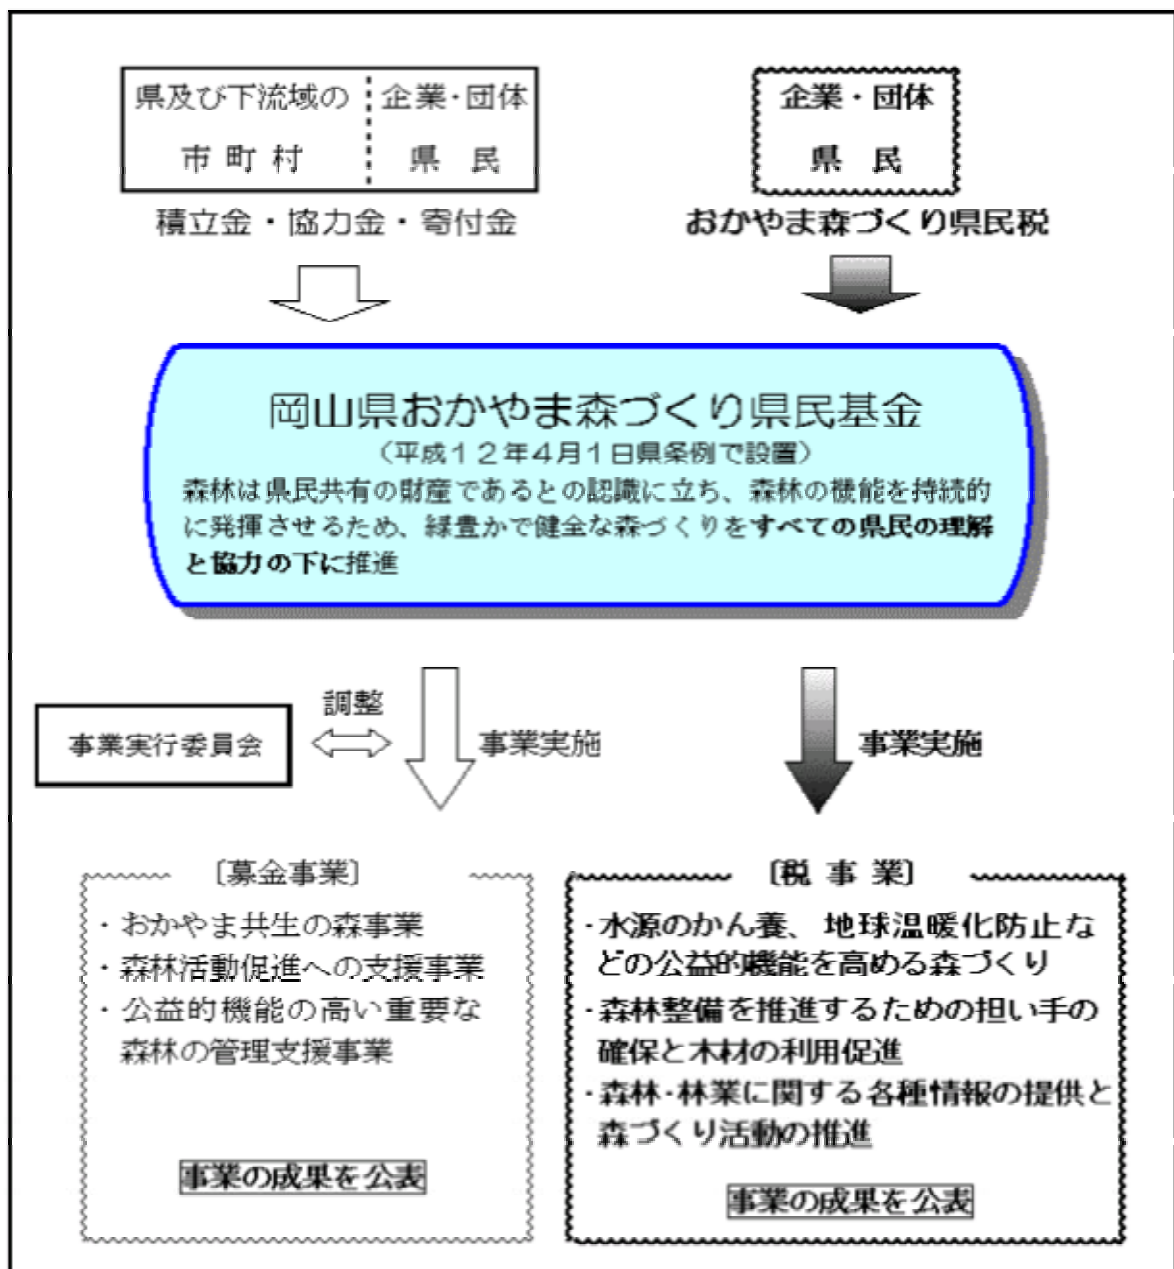 県及び下流域の
市町村
企業・団体
県 民
積立金・協力金・寄付金
企業・団体
県 民
おかやま森づくり県民税
岡山県おかやま森づくり県民基金
（平成１２年４月１日県条例で設置）
森林は県民共有の財産であるとの認識に立ち、森林の機能を持続的
に発揮させるため、緑豊かで健全な森づくりをすべての県民の理解
と協力の下に推進
事業実行委員会
調整
事業実施
事業実施
〔募金事業〕
・おかやま共生の森事業
・森林活動促進への支援事業
・公益的機能の高い重要な
森林の管理支援事業
事業の成果を公表
〔税 事 業〕
・水源のかん養、地球温暖化防止な
どの公益的機能を高める森づくり
・森林整備を推進するための担い手の
確保と木材の利用促進
・森林・林業に関する各種情報の提供と
森づくり活動の推進
事業の成果を公表